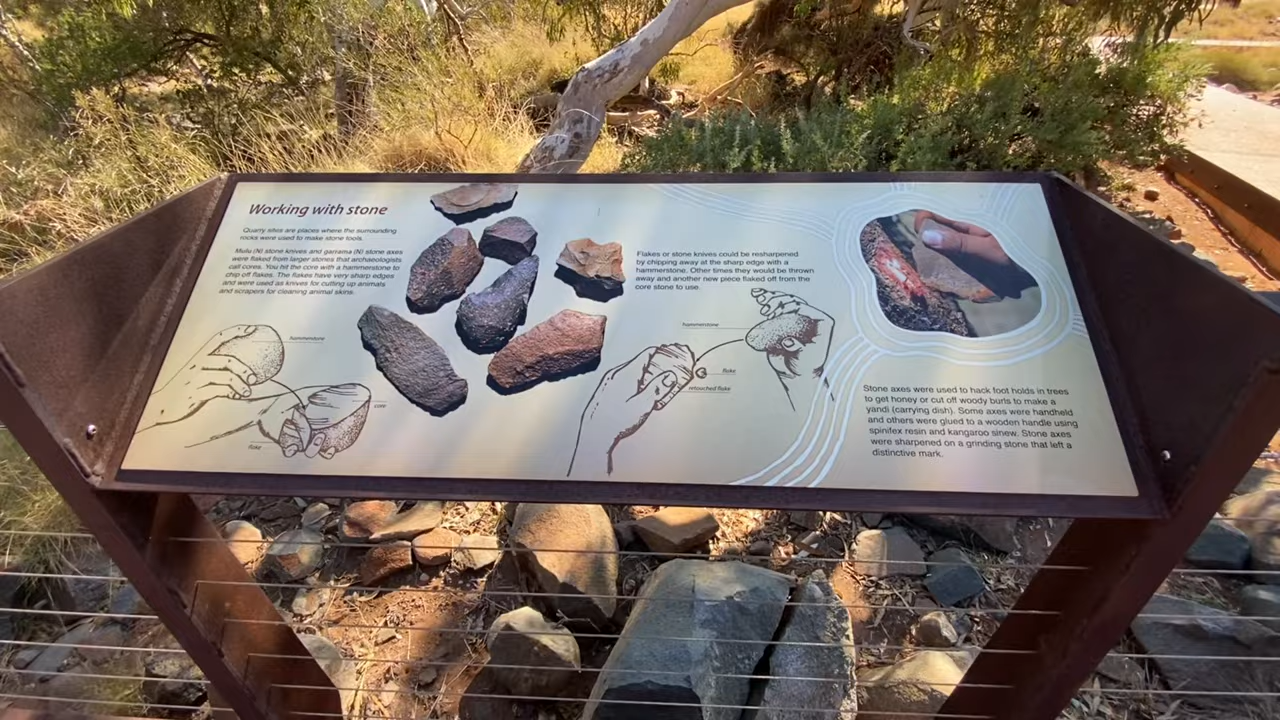 Working with stone
Quarry sites are places where the surrounding
rocks were used to make stone tools.
Mulu (N) stone knives and garrama (N) stone axes
were flaked from larger stones that archaeologists
call cores. You hit the core with a hammerstone to
chip off flakes. The flakes have very sharp edges
and were used as knives for cutting up animals
and scrapers for cleaning animal skins.
hammerstone
core
flake
Flakes or stone knives could be resharpened
by chipping away at the sharp edge with a
hammerstone. Other times they would be thrown
away and another new piece flaked off from the
core stone to use.
hammerstone
flake
retouched flake
Stone axes were used to hack foot holds in trees
to get honey or cut off woody burls to make a
yandi (carrying dish). Some axes were handheld
and others were glued to a wooden handle using
spinifex resin and kangaroo sinew. Stone axes
were sharpened on a grinding stone that left a
distinctive mark.